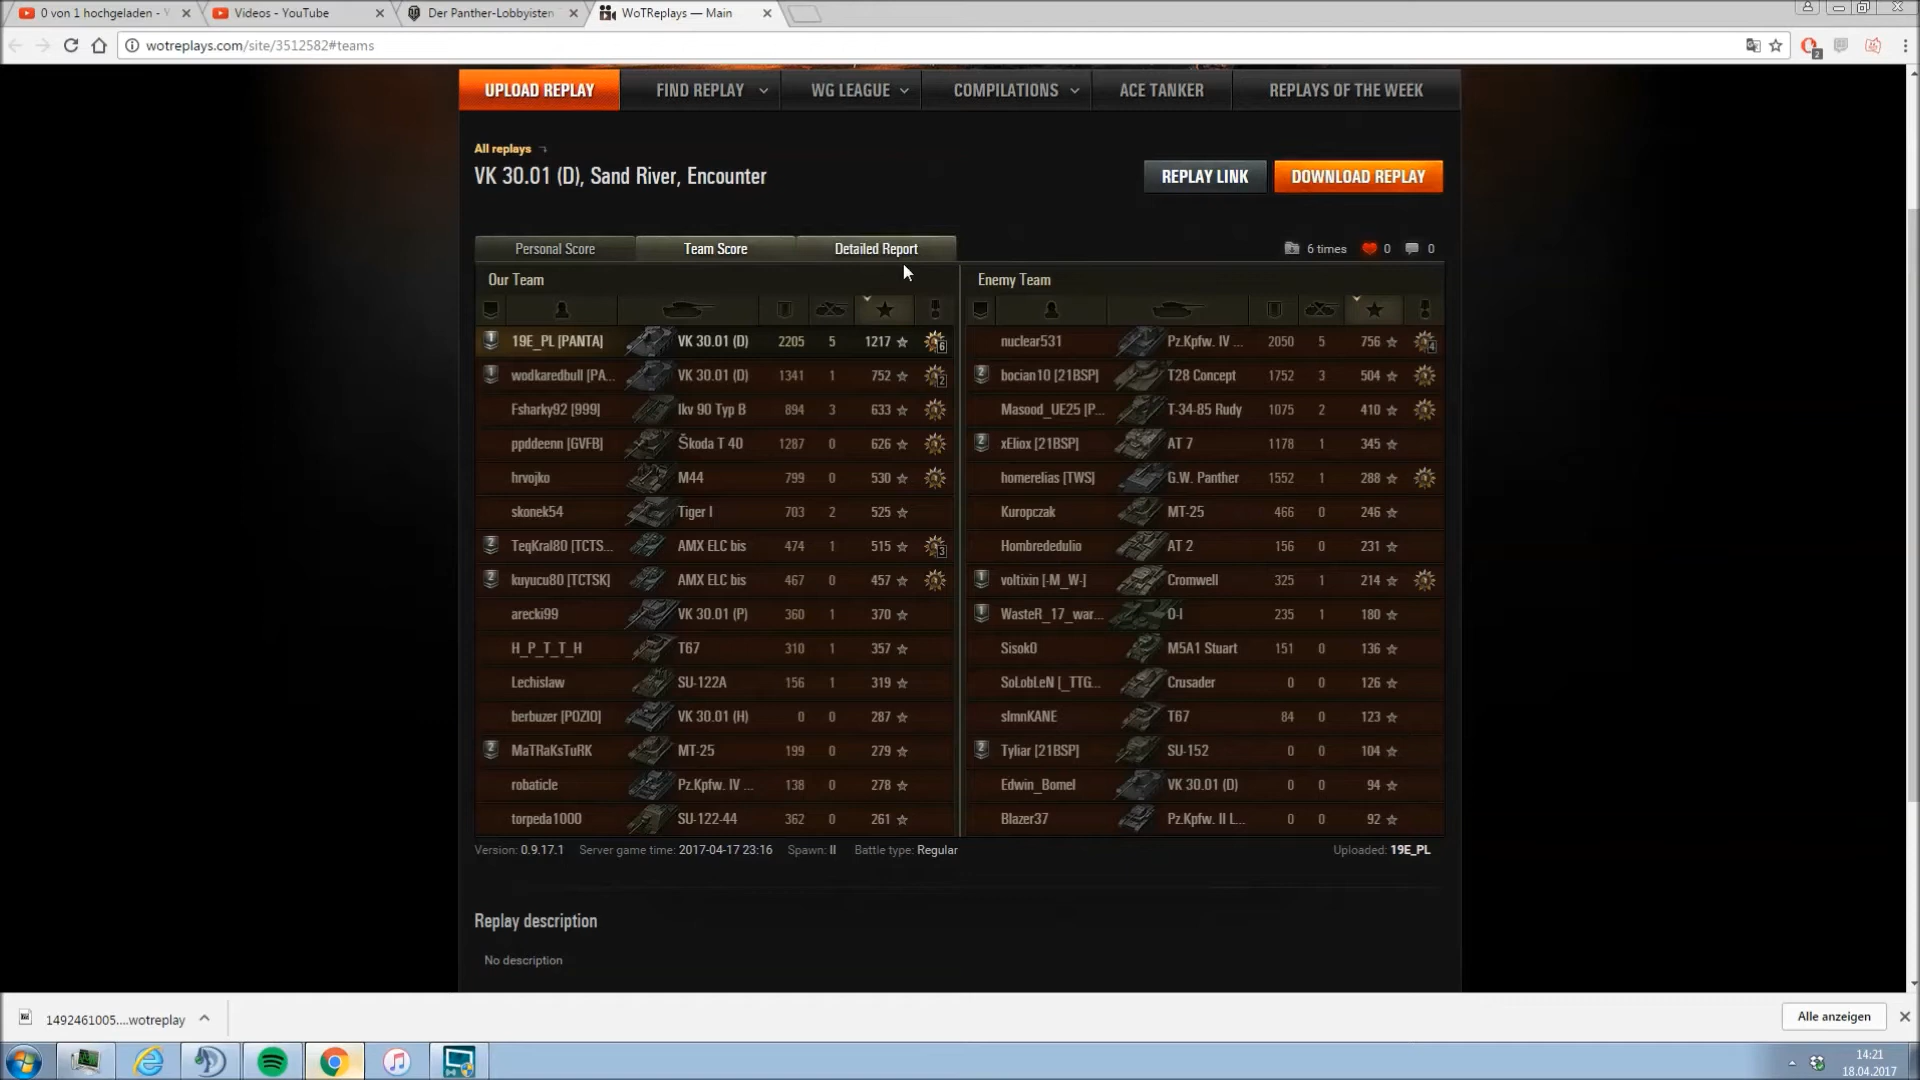 0 von 1 hochgeladen - Y
Videos - YouTube
Der Panther-Lobbyisten
WoTReplays — Main
wotreplays.com/site/3512582#teams
UPLOAD REPLAY
FIND REPLAY
WG LEAGUE
COMPILATIONS
ACE TANKER
REPLAYS OF THE WEEK
All replays
VK 30.01 (D), Sand River, Encounter
REPLAY LINK
DOWNLOAD REPLAY
Personal Score
Team Score
Detailed Report
6 times
0
0
Our Team
Enemy Team
19E_PL [PANTA] VK 30.01 (D) 2205 5 1217 6
nuclear531 Pz.Kpfw. IV ... 2050 5 756 4
wodkaredbull [PA... VK 30.01 (D) 1341 1 752 2
bocian10 [21BSP] T28 Concept 1752 3 504
Fsharky92 [999] Ikv 90 Typ B 894 3 633
Masood_UE25 [P... T-34-85 Rudy 1075 2 410
ppddeenn [GVFB] Škoda T 40 1287 0 626
xEliox [21BSP] AT 7 1178 1 345
hrvojko M44 799 0 530
homerelias [TWS] G.W. Panther 1552 1 288
skonek54 Tiger I 703 2 525
Kuropczak MT-25 466 0 246
TeqKral80 [TCTS... AMX ELC bis 474 1 515 3
Hombrededulio AT 2 156 0 231
kuyucu80 [TCTSK] AMX ELC bis 467 0 457
voltixin [-M_W-] Cromwell 325 1 214
arecki99 VK 30.01 (P) 360 1 370
WasteR_17_war... O-I 235 1 180
H_P_T_T_H T67 310 1 357
Sisok0 M5A1 Stuart 151 0 136
Lechislaw SU-122A 156 1 319
SoLobLeN [_TTG... Crusader 0 0 126
berbuzer [POZIO] VK 30.01 (H) 0 0 287
slmnKANE T67 84 0 123
MaTRaKsTuRK MT-25 199 0 279
Tyliar [21BSP] SU-152 0 0 104
robaticle Pz.Kpfw. IV ... 138 0 278
Edwin_Bomel VK 30.01 (D) 0 0 94
torpeda1000 SU-122-44 362 0 261
Blazer37 Pz.Kpfw. II L... 0 0 92
Version: 0.9.17.1 Server game time: 2017-04-17 23:16 Spawn: II Battle type: Regular
Uploaded: 19E_PL
Replay description
No description
1492461005....wotreplay
Alle anzeigen
14:21
18.04.2017